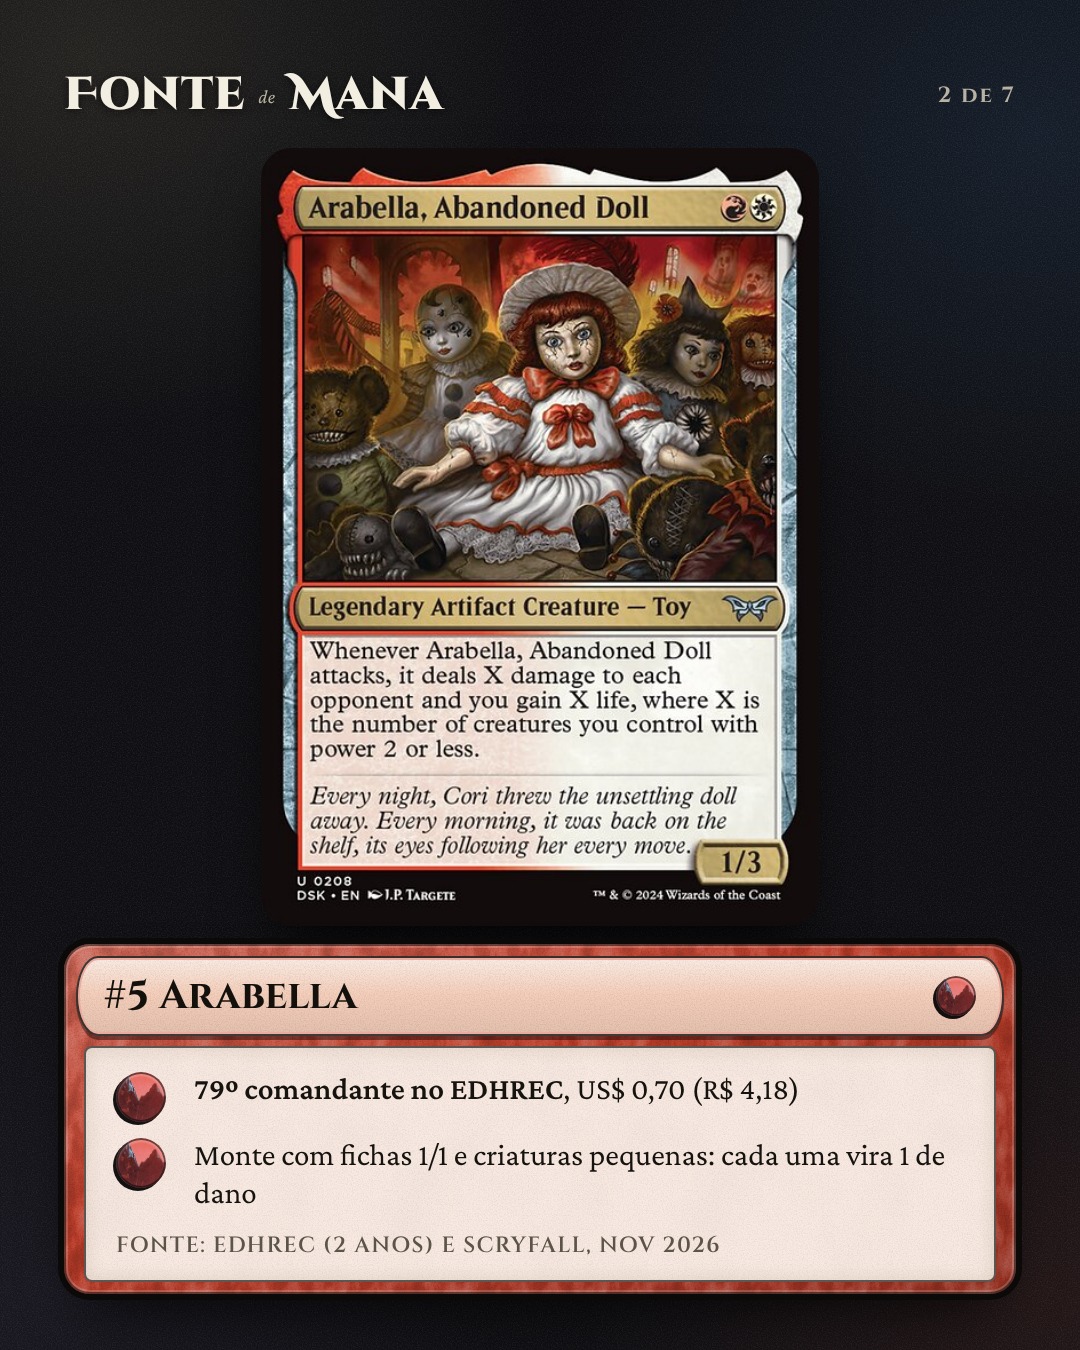 FONTE de MANA
2 DE 7
Arabella, Abandoned Doll
Legendary Artifact Creature — Toy
Whenever Arabella, Abandoned Doll
attacks, it deals X damage to each
opponent and you gain X life, where X is
the number of creatures you control with
power 2 or less.
Every night, Cori threw the unsettling doll
away. Every morning, it was back on the
shelf, its eyes following her every move.
1/3
U 0208
DSK • EN J.P. TARGETE
™ & © 2024 Wizards of the Coast
#5 ARABELLA
79º comandante no EDHREC, US$ 0,70 (R$ 4,18)
Monte com fichas 1/1 e criaturas pequenas: cada uma vira 1 de
dano
FONTE: EDHREC (2 ANOS) E SCRYFALL, NOV 2026